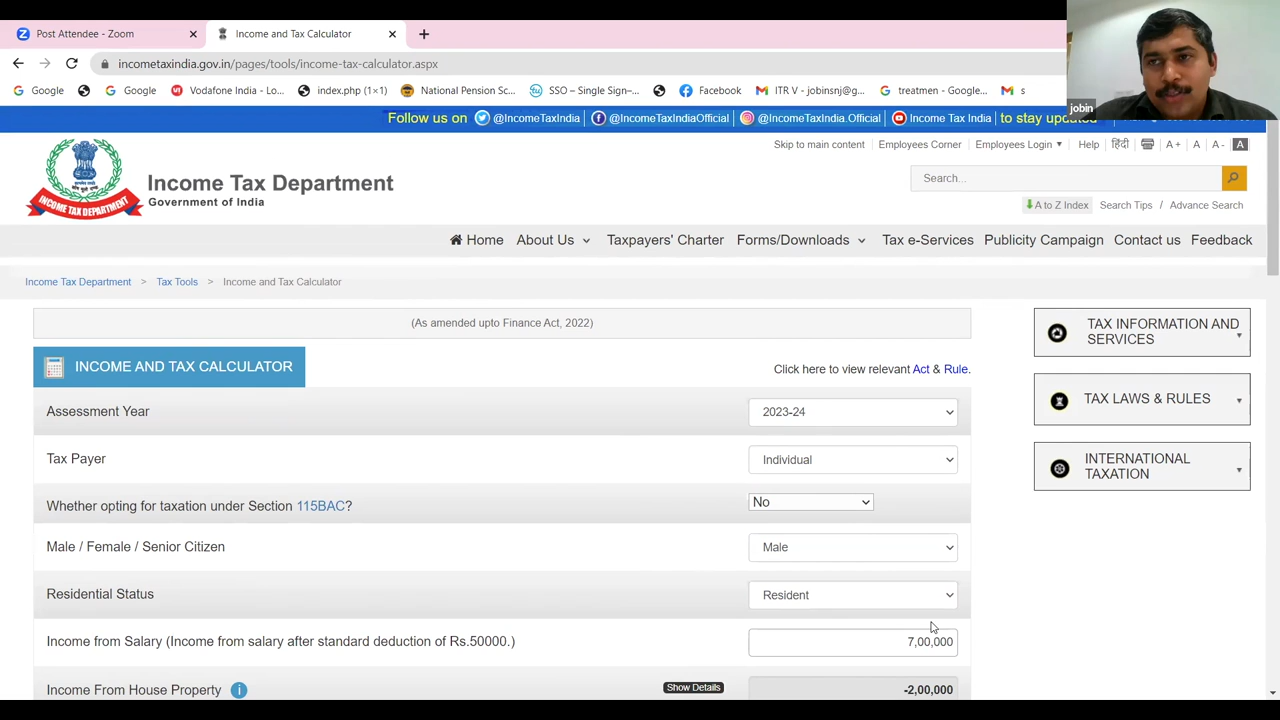 Post Attendee - Zoom
Income and Tax Calculator
incometaxindia.gov.in/pages/tools/income-tax-calculator.aspx
Google
Google
Vodafone India - Lo...
index.php (1×1)
National Pension Sc...
SSO – Single Sign-...
Facebook
ITR V - jobinsnj@g...
treatmen - Google...
s
jobin
Follow us on @IncomeTaxIndia @IncomeTaxIndiaOfficial @IncomeTaxIndia.Official Income Tax India to stay updated
Skip to main content Employees Corner Employees Login Help हिंदी A+ A A- A
Income Tax Department
Government of India
INCOME TAX DEPARTMENT
Search...
A to Z Index Search Tips / Advance Search
Home About Us Taxpayers' Charter Forms/Downloads Tax e-Services Publicity Campaign Contact us Feedback
Income Tax Department > Tax Tools > Income and Tax Calculator
(As amended upto Finance Act, 2022)
INCOME AND TAX CALCULATOR
Click here to view relevant Act & Rule.
Assessment Year 2023-24
Tax Payer Individual
Whether opting for taxation under Section 115BAC? No
Male / Female / Senior Citizen Male
Residential Status Resident
Income from Salary (Income from salary after standard deduction of Rs.50000.) 7,00,000
Income From House Property i Show Details -2,00,000
TAX INFORMATION AND
SERVICES
TAX LAWS & RULES
INTERNATIONAL
TAXATION